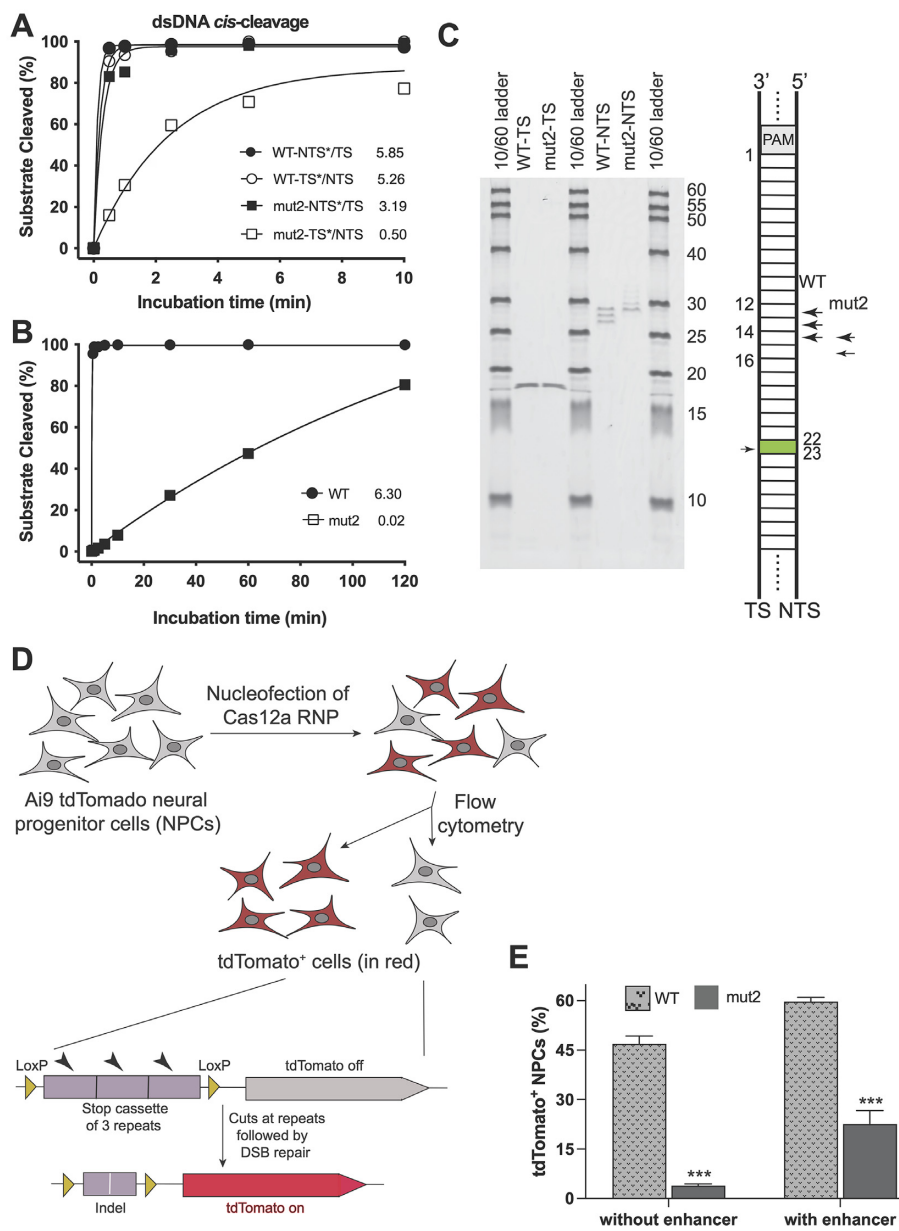 A
dsDNA cis-cleavage
Substrate Cleaved (%)
100
80
60
40
20
0
WT-NTS*/TS 5.85
WT-TS*/NTS 5.26
mut2-NTS*/TS 3.19
mut2-TS*/NTS 0.50
0 2 4 6 8 10
Incubation time (min)
B
Substrate Cleaved (%)
100
80
60
40
20
0
WT 6.30
mut2 0.02
0 20 40 60 80 100 120
Incubation time (min)
C
10/60 ladder
WT-TS
mut2-TS
10/60 ladder
WT-NTS
mut2-NTS
10/60 ladder
60
55
50
40
30
25
20
15
10
3’ 5’
PAM
1
WT
12 mut2
14
16
22
23
TS NTS
D
Nucleofection of
Cas12a RNP
Ai9 tdTomado neural
progenitor cells (NPCs)
Flow
cytometry
tdTomato+ cells (in red)
LoxP
LoxP
tdTomato off
Stop cassette
of 3 repeats
Cuts at repeats
followed by
DSB repair
Indel
tdTomato on
E
tdTomato+ NPCs (%)
60
45
30
15
0
WT
mut2
***
***
without enhancer
with enhancer